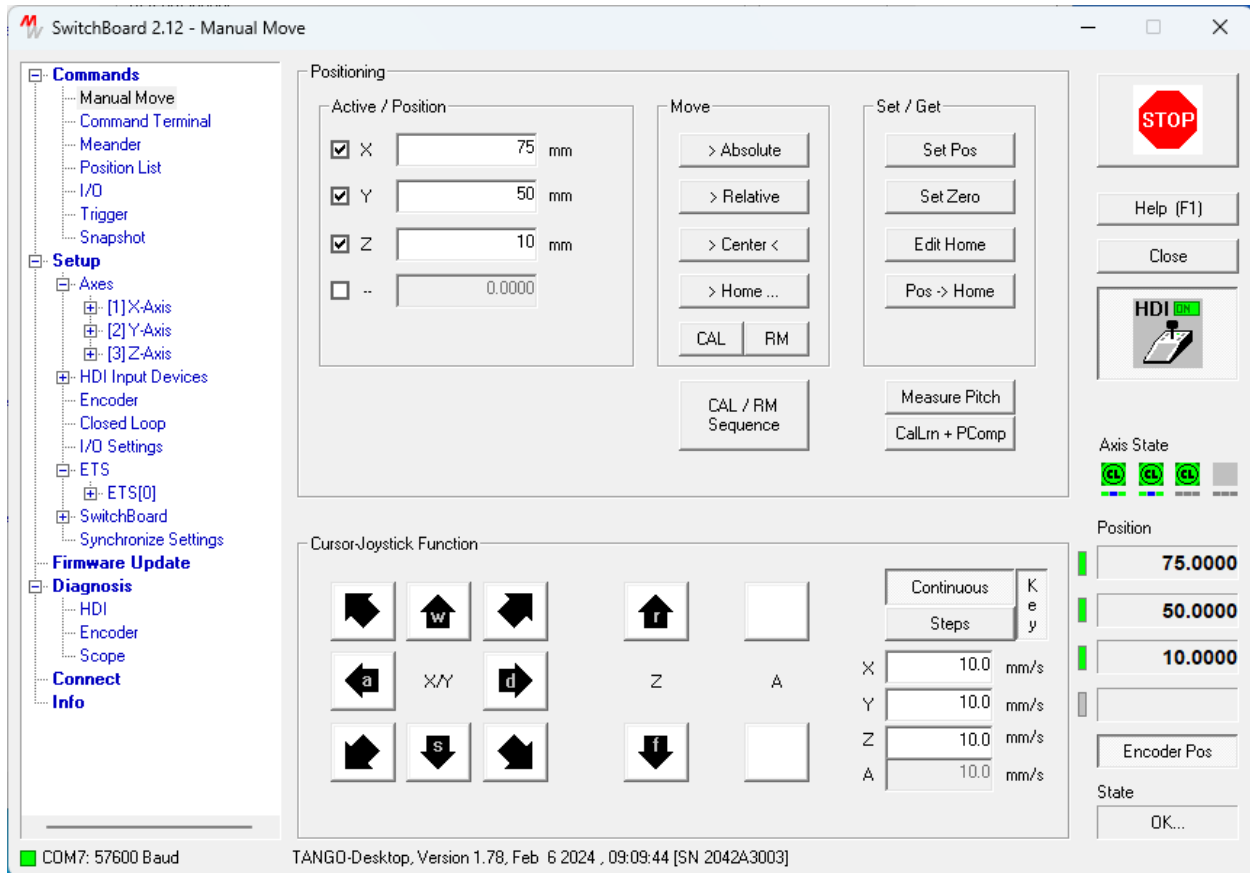 SwitchBoard 2.12 - Manual Move
Commands
Manual Move
Command Terminal
Meander
Position List
I/O
Trigger
Snapshot
Setup
Axes
[1] X-Axis
[2] Y-Axis
[3] Z-Axis
HDI Input Devices
Encoder
Closed Loop
I/O Settings
ETS
ETS[0]
SwitchBoard
Synchronize Settings
Firmware Update
Diagnosis
HDI
Encoder
Scope
Connect
Info
Positioning
Active / Position
X 75 mm
Y 50 mm
Z 10 mm
-- 0.0000
Move
> Absolute
> Relative
> Center <
> Home ...
CAL RM
CAL / RM
Sequence
Set / Get
Set Pos
Set Zero
Edit Home
Pos -> Home
Measure Pitch
CalLrn + PComp
Cursor-Joystick Function
w r
a X/Y d Z A
s f
Continuous
Steps
Key
X 10.0 mm/s
Y 10.0 mm/s
Z 10.0 mm/s
A 10.0 mm/s
STOP
Help (F1)
Close
HDI ON
Axis State
CL CL CL
Position
75.0000
50.0000
10.0000
Encoder Pos
State
OK...
COM7: 57600 Baud
TANGO-Desktop, Version 1.78, Feb 6 2024 , 09:09:44 [SN 2042A3003]